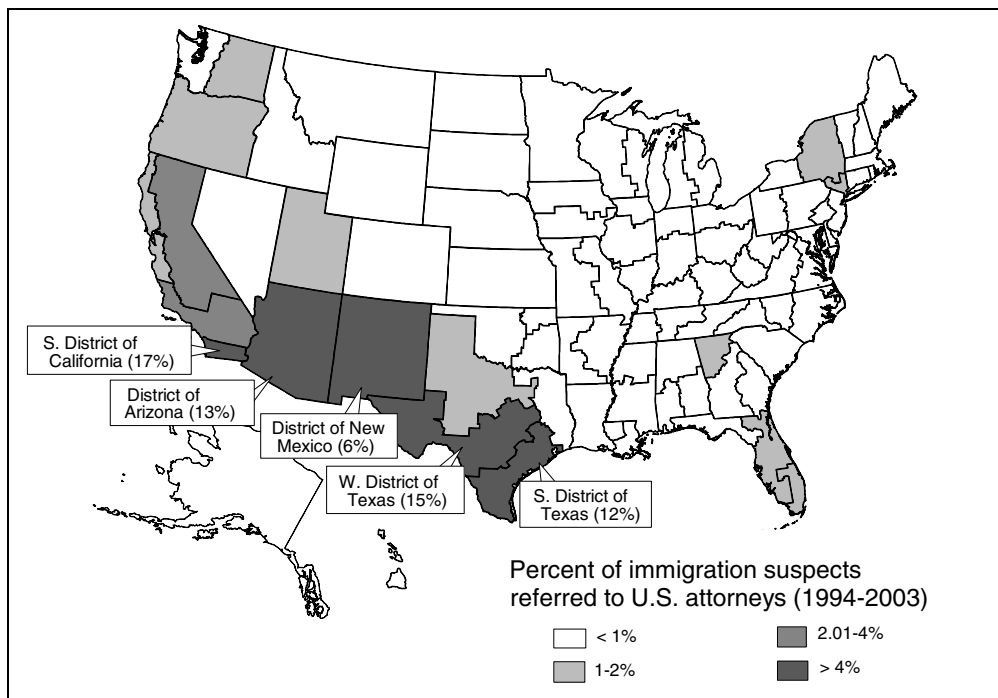 S. District of
California (17%)
District of
Arizona (13%)
District of New
Mexico (6%)
W. District of
Texas (15%)
S. District of
Texas (12%)
Percent of immigration suspects
referred to U.S. attorneys (1994-2003)
< 1%
2.01-4%
1-2%
> 4%